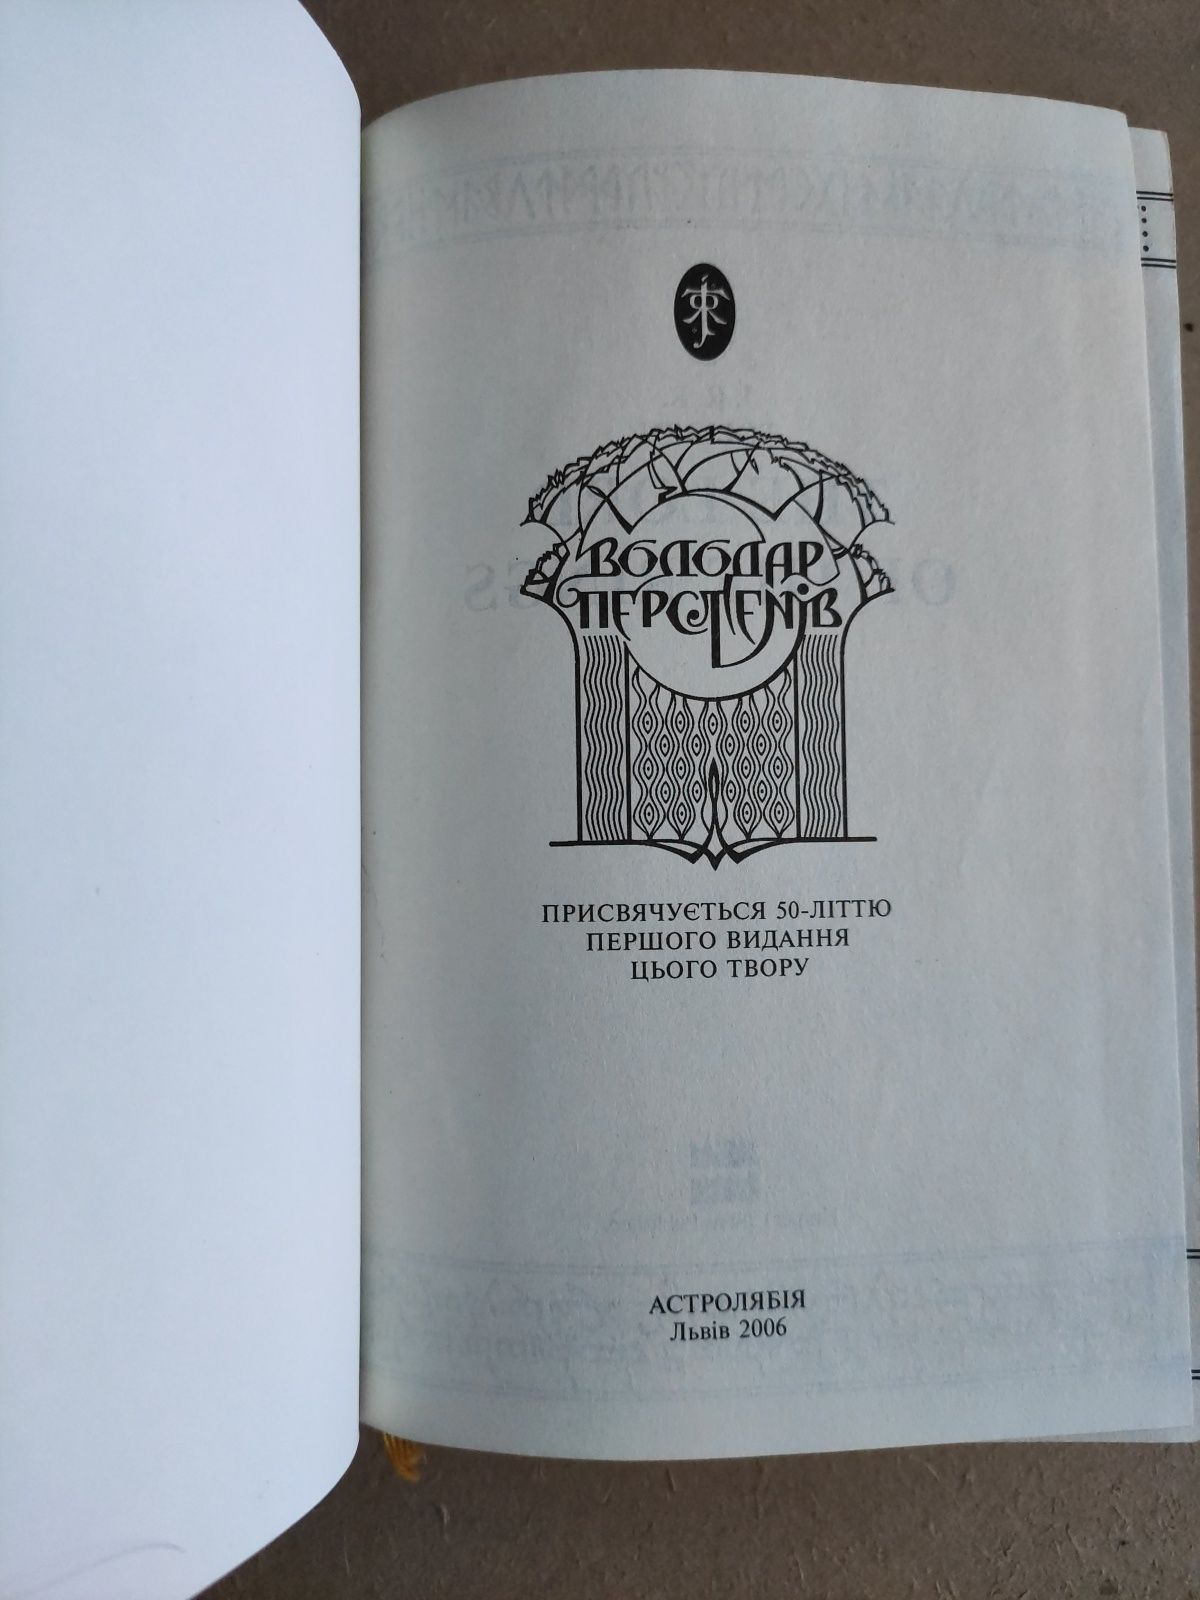 ВОЛОДАР
ПЕРСТЕНІВ
ПРИСВЯЧУЄТЬСЯ 50-ЛІТТЮ
ПЕРШОГО ВИДАННЯ
ЦЬОГО ТВОРУ
АСТРОЛЯБІЯ
Львів 2006